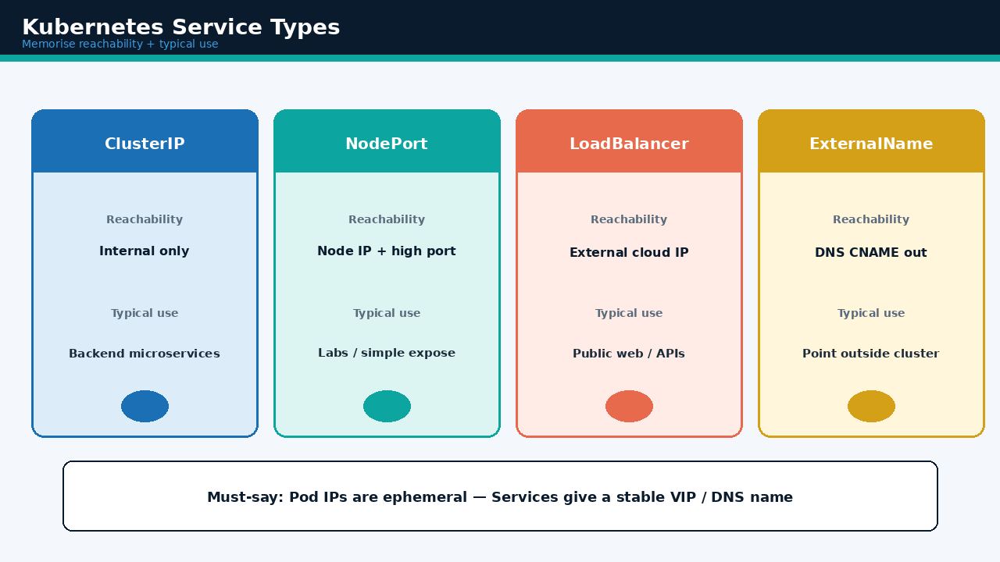 Kubernetes Service Types
Memorise reachability + typical use
ClusterIP
Reachability
Internal only
Typical use
Backend microservices
NodePort
Reachability
Node IP + high port
Typical use
Labs / simple expose
LoadBalancer
Reachability
External cloud IP
Typical use
Public web / APIs
ExternalName
Reachability
DNS CNAME out
Typical use
Point outside cluster
Must-say: Pod IPs are ephemeral — Services give a stable VIP / DNS name